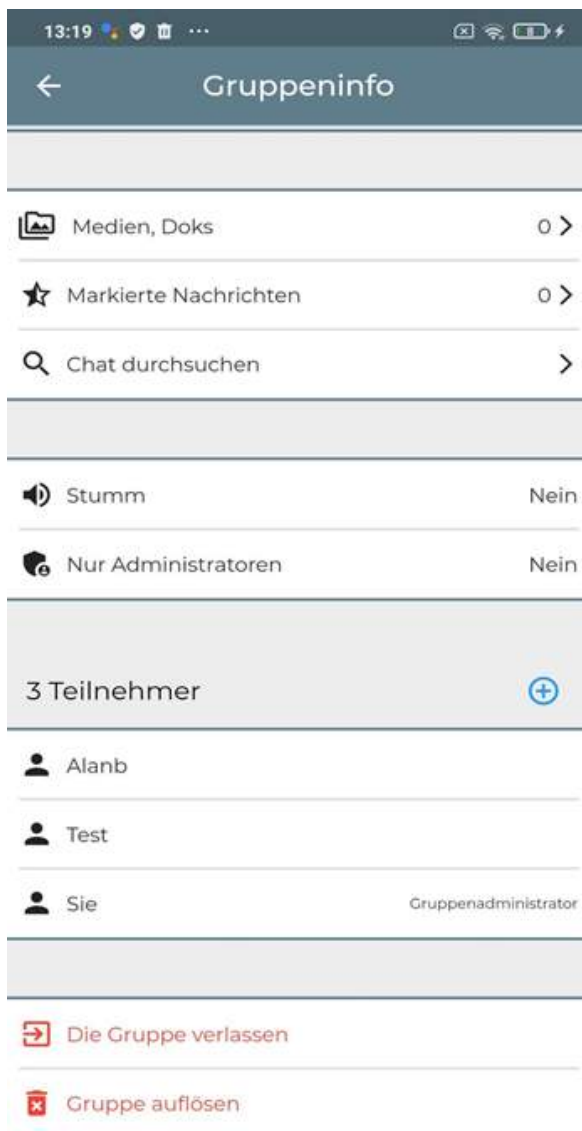 13:19
Gruppeninfo
Medien, Doks 0
Markierte Nachrichten 0
Chat durchsuchen
Stumm Nein
Nur Administratoren Nein
3 Teilnehmer
Alanb
Test
Sie Gruppenadministrator
Die Gruppe verlassen
Gruppe auflösen